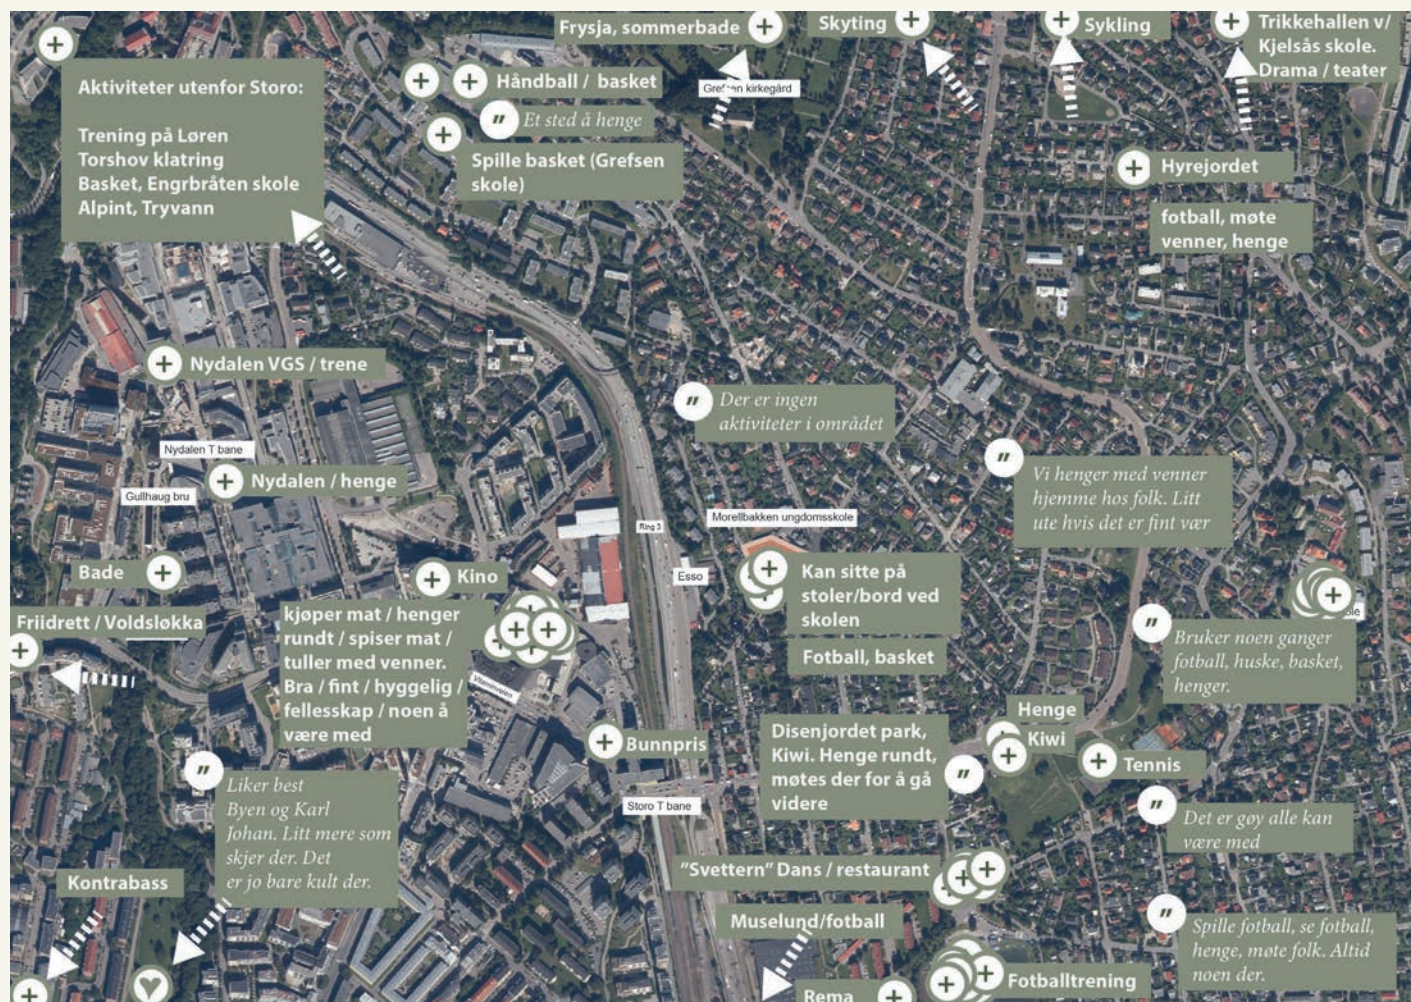 Frysja, sommerbade
Skyting
Sykling
Trikkehallen v/
Kjelsås skole.
Drama / teater
Aktiviteter utenfor Storo:
Trening på Løren
Torshov klatring
Basket, Engrbråten skole
Alpint, Tryvann
Håndball / basket
"
Et sted å henge
Spille basket (Grefsen
skole)
Grefsen kirkegård
Hyrejordet
fotball, møte
venner, henge
Nydalen VGS / trene
"
Der er ingen
aktiviteter i området
Nydalen T bane
Nydalen / henge
Gullhaug bru
"
Vi henger med venner
hjemme hos folk. Litt
ute hvis det er fint vær
Ring 3
Morellbakken ungdomsskole
Esso
Bade
Kino
Kan sitte på
stoler/bord ved
skolen
Fotball, basket
Friidrett / Voldsløkka
kjøper mat / henger
rundt / spiser mat /
tuller med venner.
Bra / fint / hyggelig /
fellesskap / noen å
være med
Vitaminveien
"
Bruker noen ganger
fotball, huske, basket,
henger.
Bunnpris
Disenjordet park,
Kiwi. Henge rundt,
møtes der for å gå
videre
"
Henge
Kiwi
Tennis
Storo T bane
"
Liker best
Byen og Karl
Johan. Litt mere som
skjer der. Det
er jo bare kult der.
"
Det er gøy alle kan
være med
Kontrabass
"Svettern" Dans / restaurant
Muselund/fotball
"
Spille fotball, se fotball,
henge, møte folk. Altid
noen der.
Fotballtrening
Rema